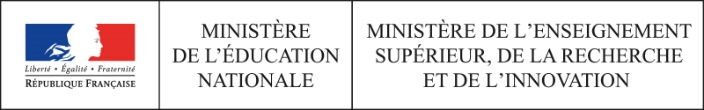 Liberté • Égalité • Fraternité
RÉPUBLIQUE FRANÇAISE
MINISTÈRE
DE L'ÉDUCATION
NATIONALE
MINISTÈRE DE L'ENSEIGNEMENT
SUPÉRIEUR, DE LA RECHERCHE
ET DE L'INNOVATION